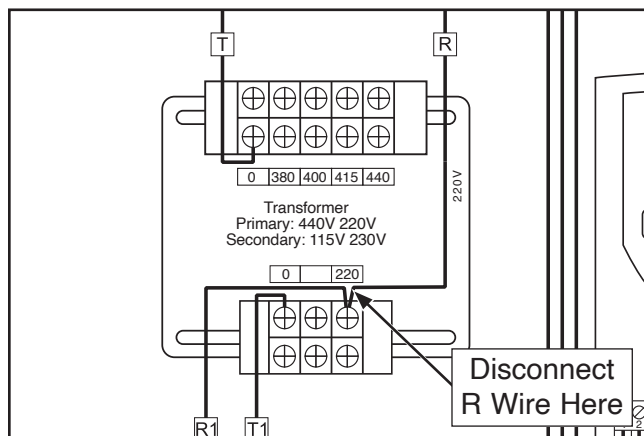 T
R
0 380 400 415 440
220V
Transformer
Primary: 440V 220V
Secondary: 115V 230V
0 220
Disconnect
R Wire Here
R1
T1